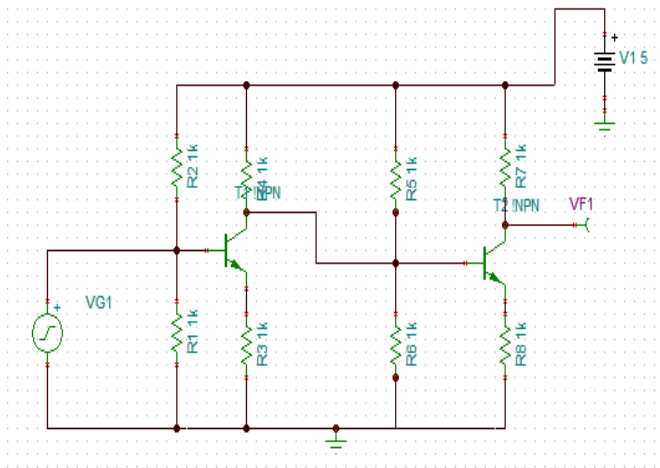 +
V1 5
R2 1k
R4 1k
R5 1k
R7 1k
T1 !NPN
T2 !NPN
VF1
VG1
+
R1 1k
R3 1k
R6 1k
R8 1k